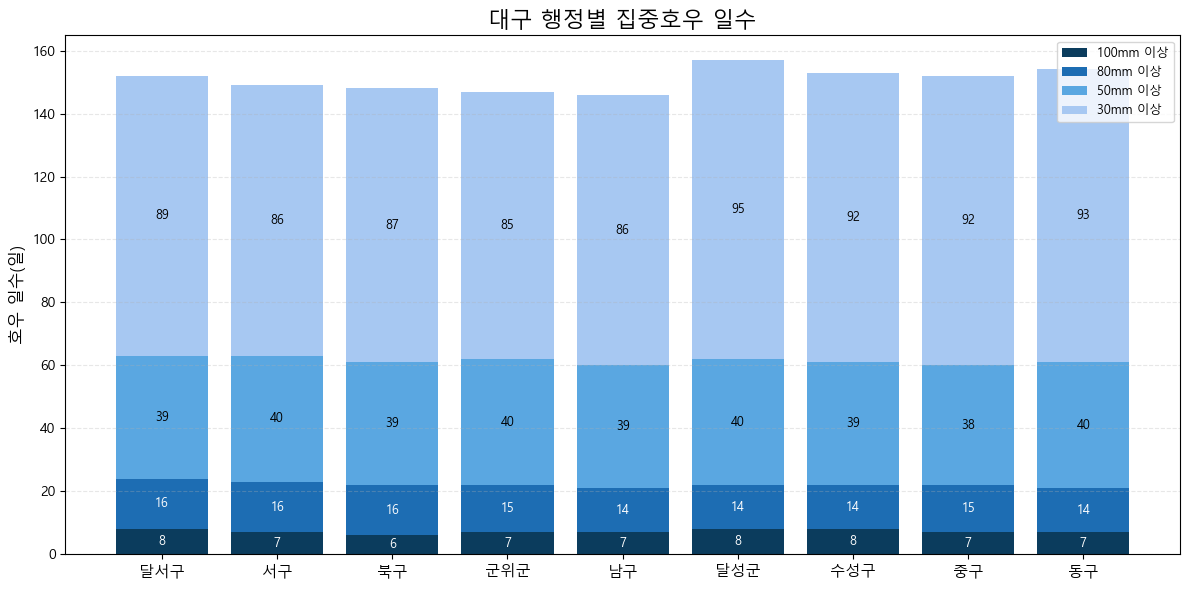 대구 행정별 집중호우 일수
호우 일수(일)
160
140
120
100
80
60
40
20
0
100mm 이상
80mm 이상
50mm 이상
30mm 이상
89 86 87 85 86 95 92 92 93
39 40 39 40 39 40 39 38 40
16 16 16 15 14 14 14 15 14
8 7 6 7 7 8 8 7 7
달서구 서구 북구 군위군 남구 달성군 수성구 중구 동구